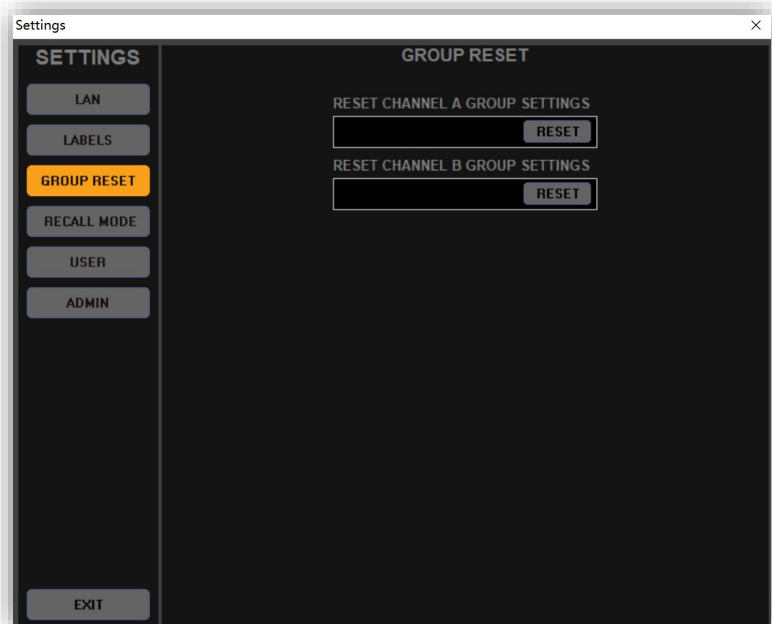 Settings
SETTINGS
LAN
LABELS
GROUP RESET
RECALL MODE
USER
ADMIN
EXIT
GROUP RESET
RESET CHANNEL A GROUP SETTINGS
RESET
RESET CHANNEL B GROUP SETTINGS
RESET